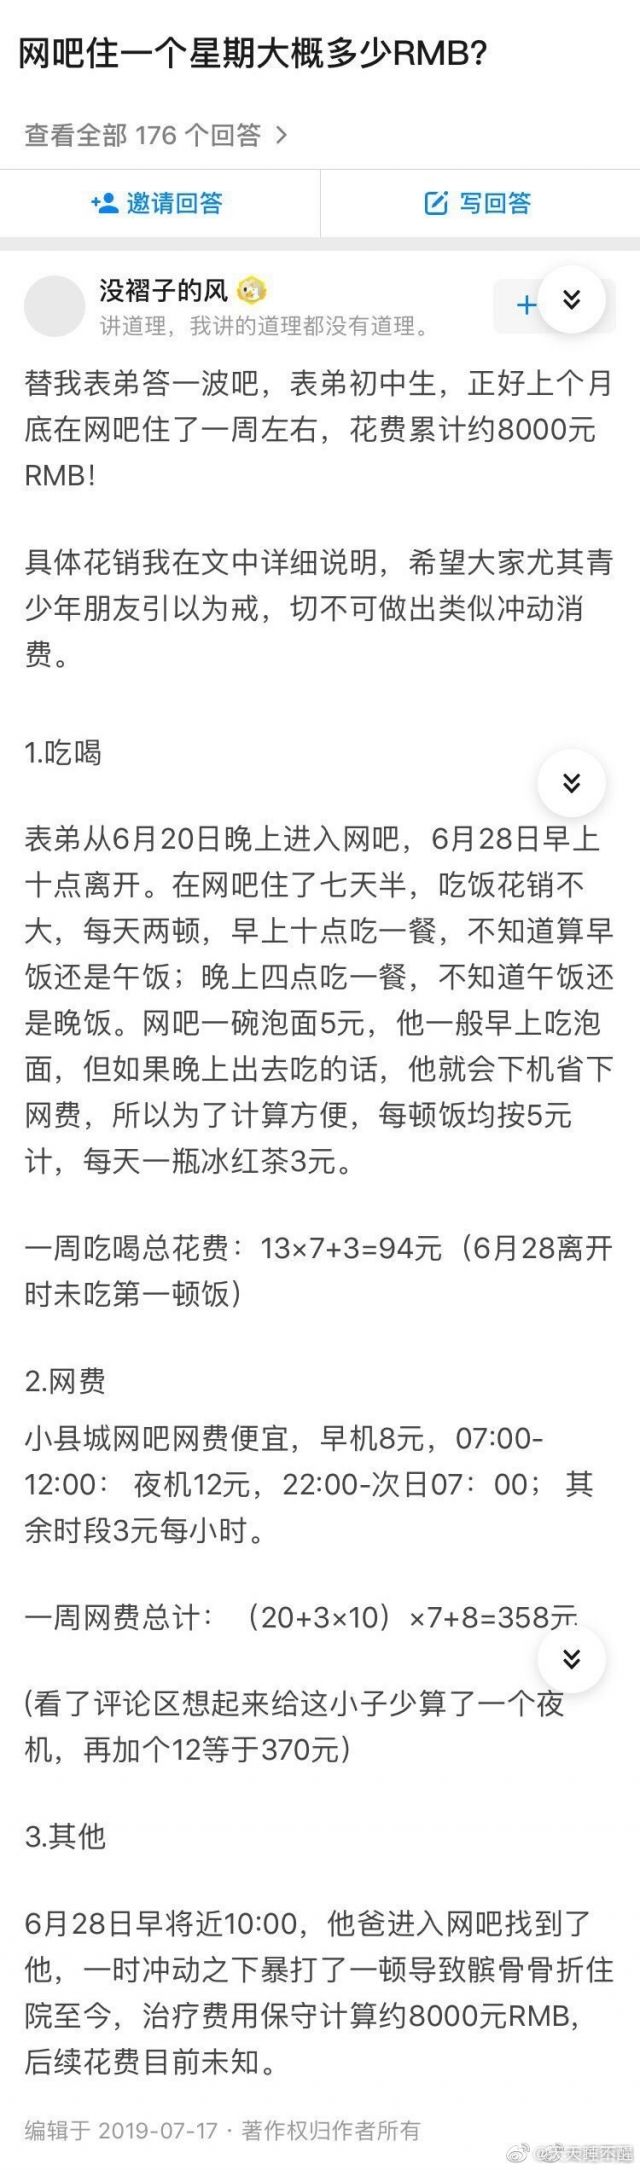 网吧住一个星期大概多少RMB?
查看全部 176 个回答 >
邀请回答
写回答
没褶子的风
讲道理，我讲的道理都没有道理。
替我表弟答一波吧，表弟初中生，正好上个月
底在网吧住了一周左右，花费累计约8000元
RMB！
具体花销我在文中详细说明，希望大家尤其青
少年朋友引以为戒，切不可做出类似冲动消
费。
1.吃喝
表弟从6月20日晚上进入网吧，6月28日早上
十点离开。在网吧住了七天半，吃饭花销不
大，每天两顿，早上十点吃一餐，不知道算早
饭还是午饭；晚上四点吃一餐，不知道午饭还
是晚饭。网吧一碗泡面5元，他一般早上吃泡
面，但如果晚上出去吃的话，他就会下机省下
网费，所以为了计算方便，每顿饭均按5元
计，每天一瓶冰红茶3元。
一周吃喝总花费：13×7+3=94元（6月28离开
时未吃第一顿饭）
2.网费
小县城网吧网费便宜，早机8元，07:00-
12:00： 夜机12元，22:00-次日07：00； 其
余时段3元每小时。
一周网费总计：（20+3×10）×7+8=358元
(看了评论区想起来给这小子少算了一个夜
机，再加个12等于370元）
3.其他
6月28日早将近10:00，他爸进入网吧找到了
他，一时冲动之下暴打了一顿导致髌骨骨折住
院至今，治疗费用保守计算约8000元RMB，
后续花费目前未知。
编辑于 2019-07-17 · 著作权归作者所有